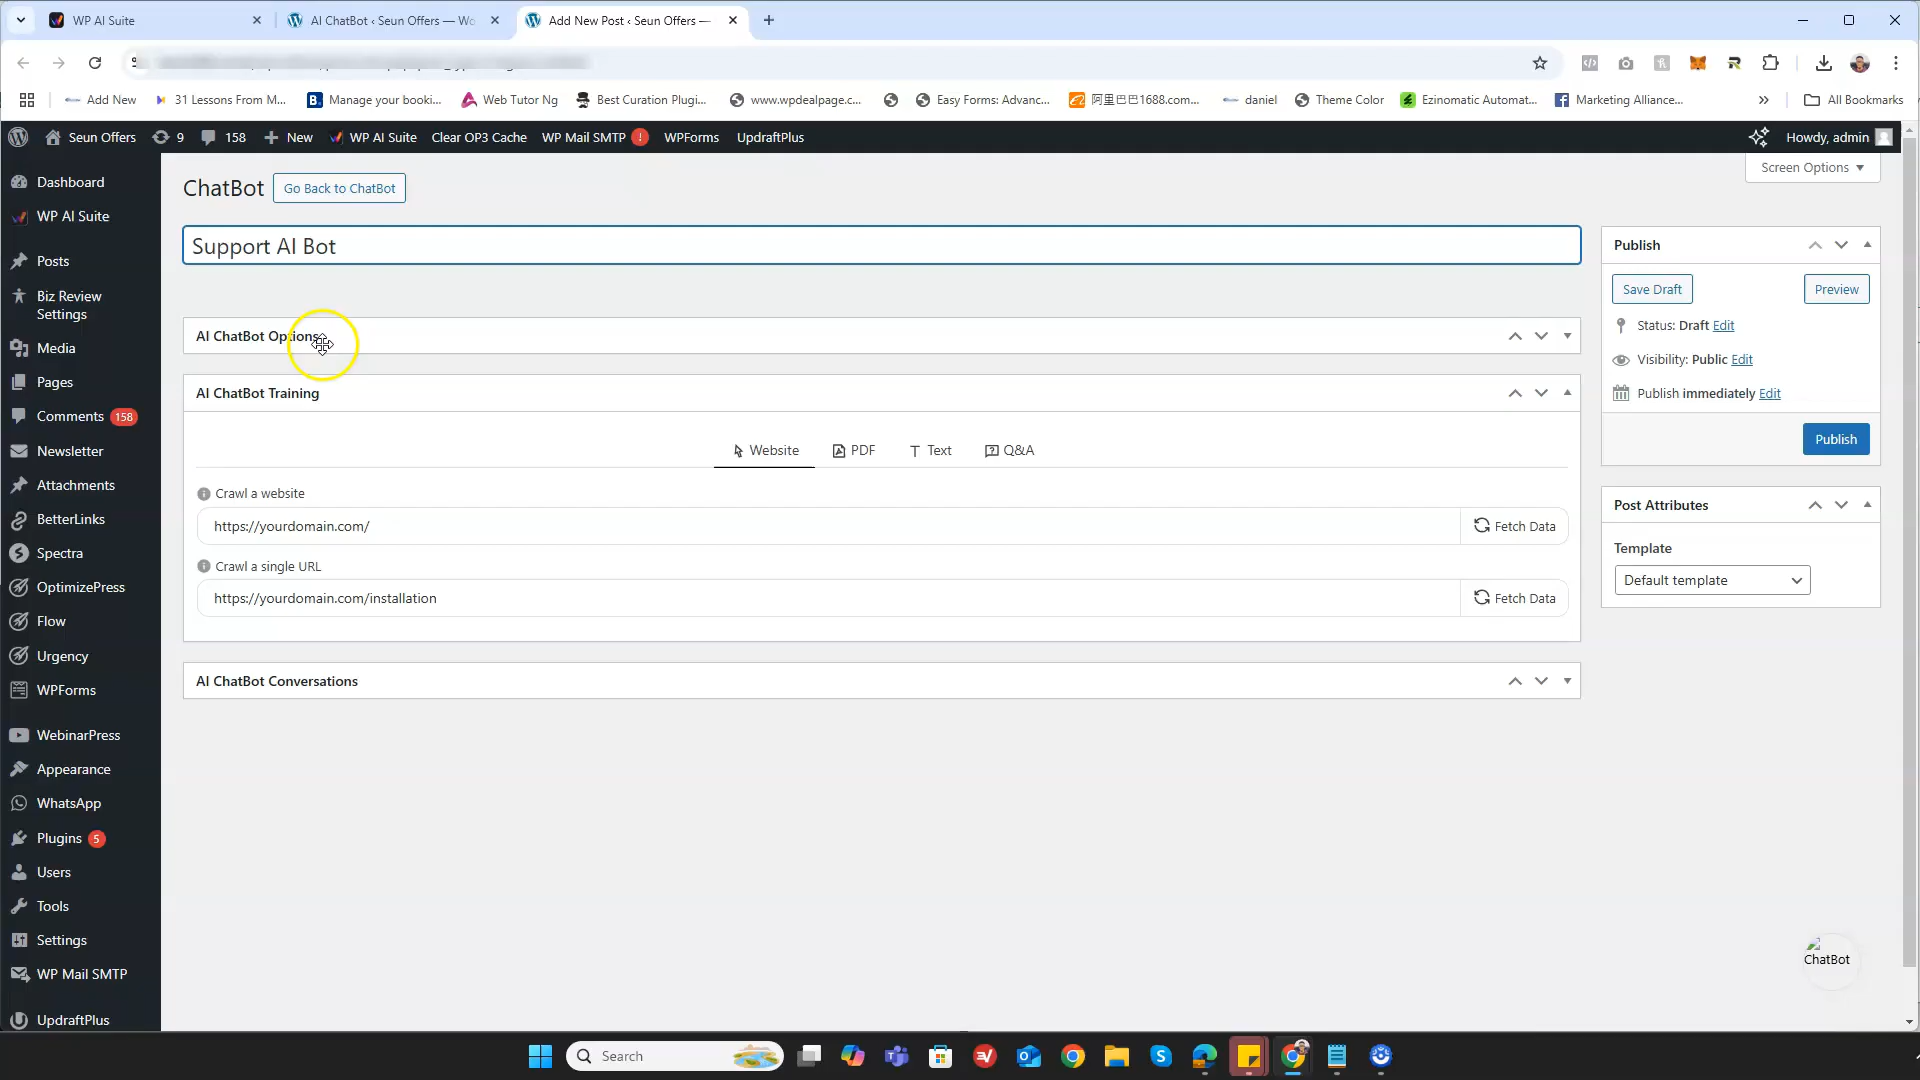 WP AI Suite
AI ChatBot ‹ Seun Offers — Wo
Add New Post ‹ Seun Offers —
Add New
31 Lessons From M...
Manage your booki...
Web Tutor Ng
Best Curation Plugi...
www.wpdealpage.c...
Easy Forms: Advanc...
阿里巴巴1688.com...
daniel
Theme Color
Ezinomatic Automat...
Marketing Alliance...
All Bookmarks
Seun Offers
9
158
New
WP AI Suite
Clear OP3 Cache
WP Mail SMTP !
WPForms
UpdraftPlus
Howdy, admin
Screen Options
Dashboard
WP AI Suite
Posts
Biz Review
Settings
Media
Pages
Comments 158
Newsletter
Attachments
BetterLinks
Spectra
OptimizePress
Flow
Urgency
WPForms
WebinarPress
Appearance
WhatsApp
Plugins 5
Users
Tools
Settings
WP Mail SMTP
UpdraftPlus
ChatBot
Go Back to ChatBot
Support AI Bot
AI ChatBot Options
AI ChatBot Training
Website
PDF
Text
Q&A
Crawl a website
https://yourdomain.com/
Fetch Data
Crawl a single URL
https://yourdomain.com/installation
Fetch Data
AI ChatBot Conversations
Publish
Save Draft
Preview
Status: Draft Edit
Visibility: Public Edit
Publish immediately Edit
Publish
Post Attributes
Template
Default template
ChatBot
Search